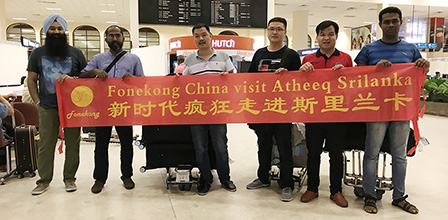 HUTCH
Fonekong China visit Atheeq Srilanka
新时代疯狂走进斯里兰卡
Fonekong